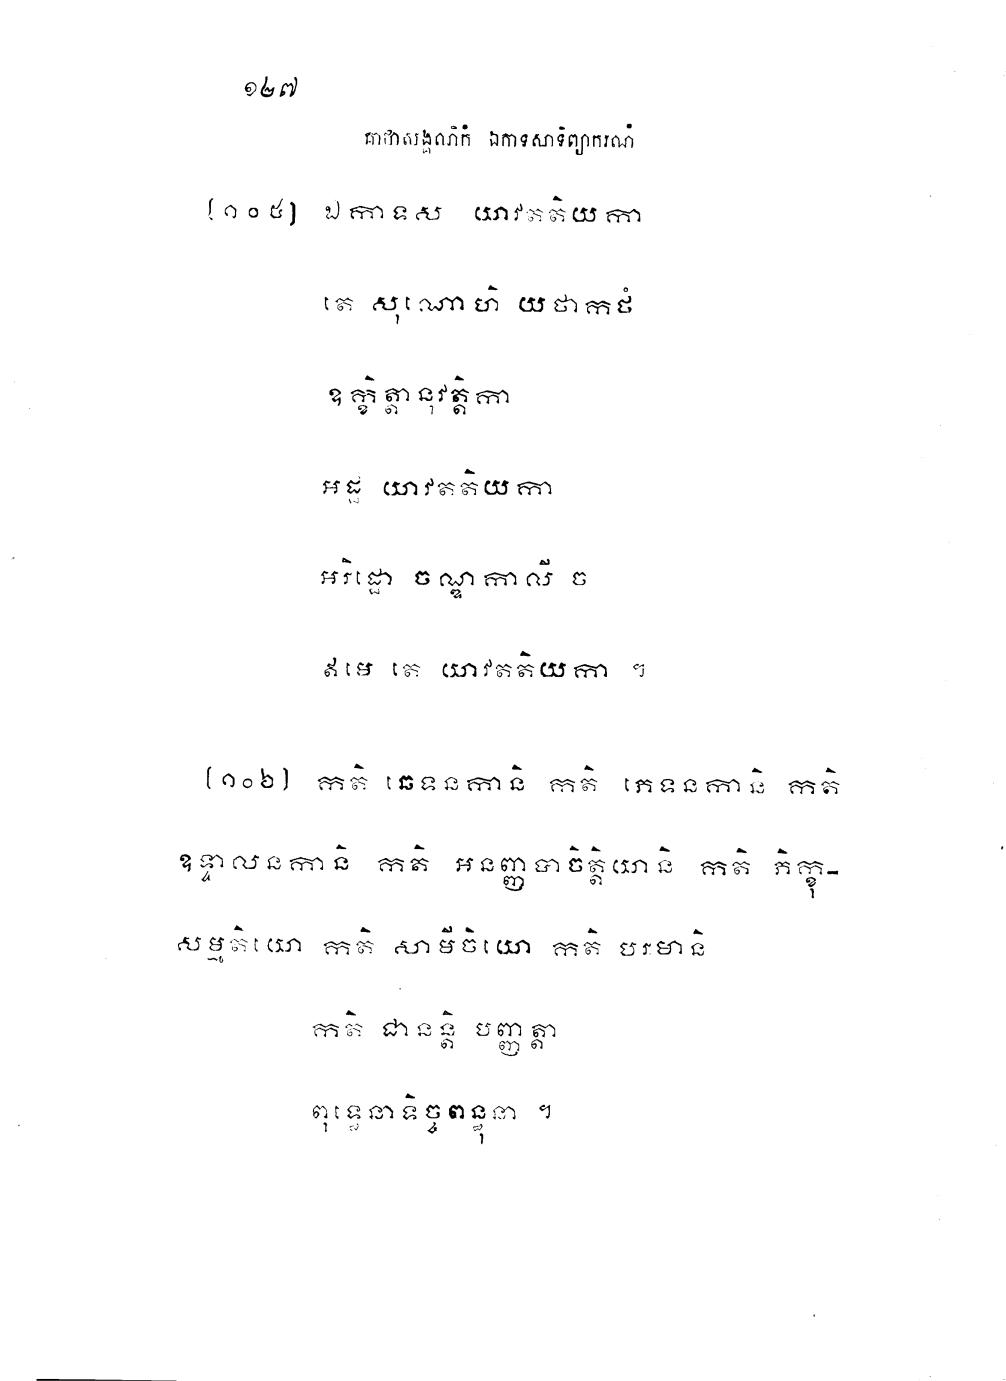 ១២៧
គាថាសង្គណិកំ ឯកាទសាទិព្យាករណំ
(១០៥) ឯកាទស យាវតតិយកា
តេ សុណោហិ យថាកថំ
ឧក្ខិត្តានុវត្តិកា
អដ្ឋ យាវតតិយកា
អរិដ្ឋោ ចណ្ឌកាលី ច
ឥមេ តេ យាវតតិយកា ។
(១០៦) កតិ ឆេទនកានិ កតិ ភេទនកានិ កតិ
ឧទ្ទាលនកានិ កតិ អនញ្ញបាចិត្តិយានិ កតិ ភិក្ខុ-
សម្មតិយោ កតិ សាមីចិយោ កតិ បរមានិ
កតិ ជានន្តិ បញ្ញត្តា
ពុទ្ធេនាទិច្ចពន្ធុនា ។